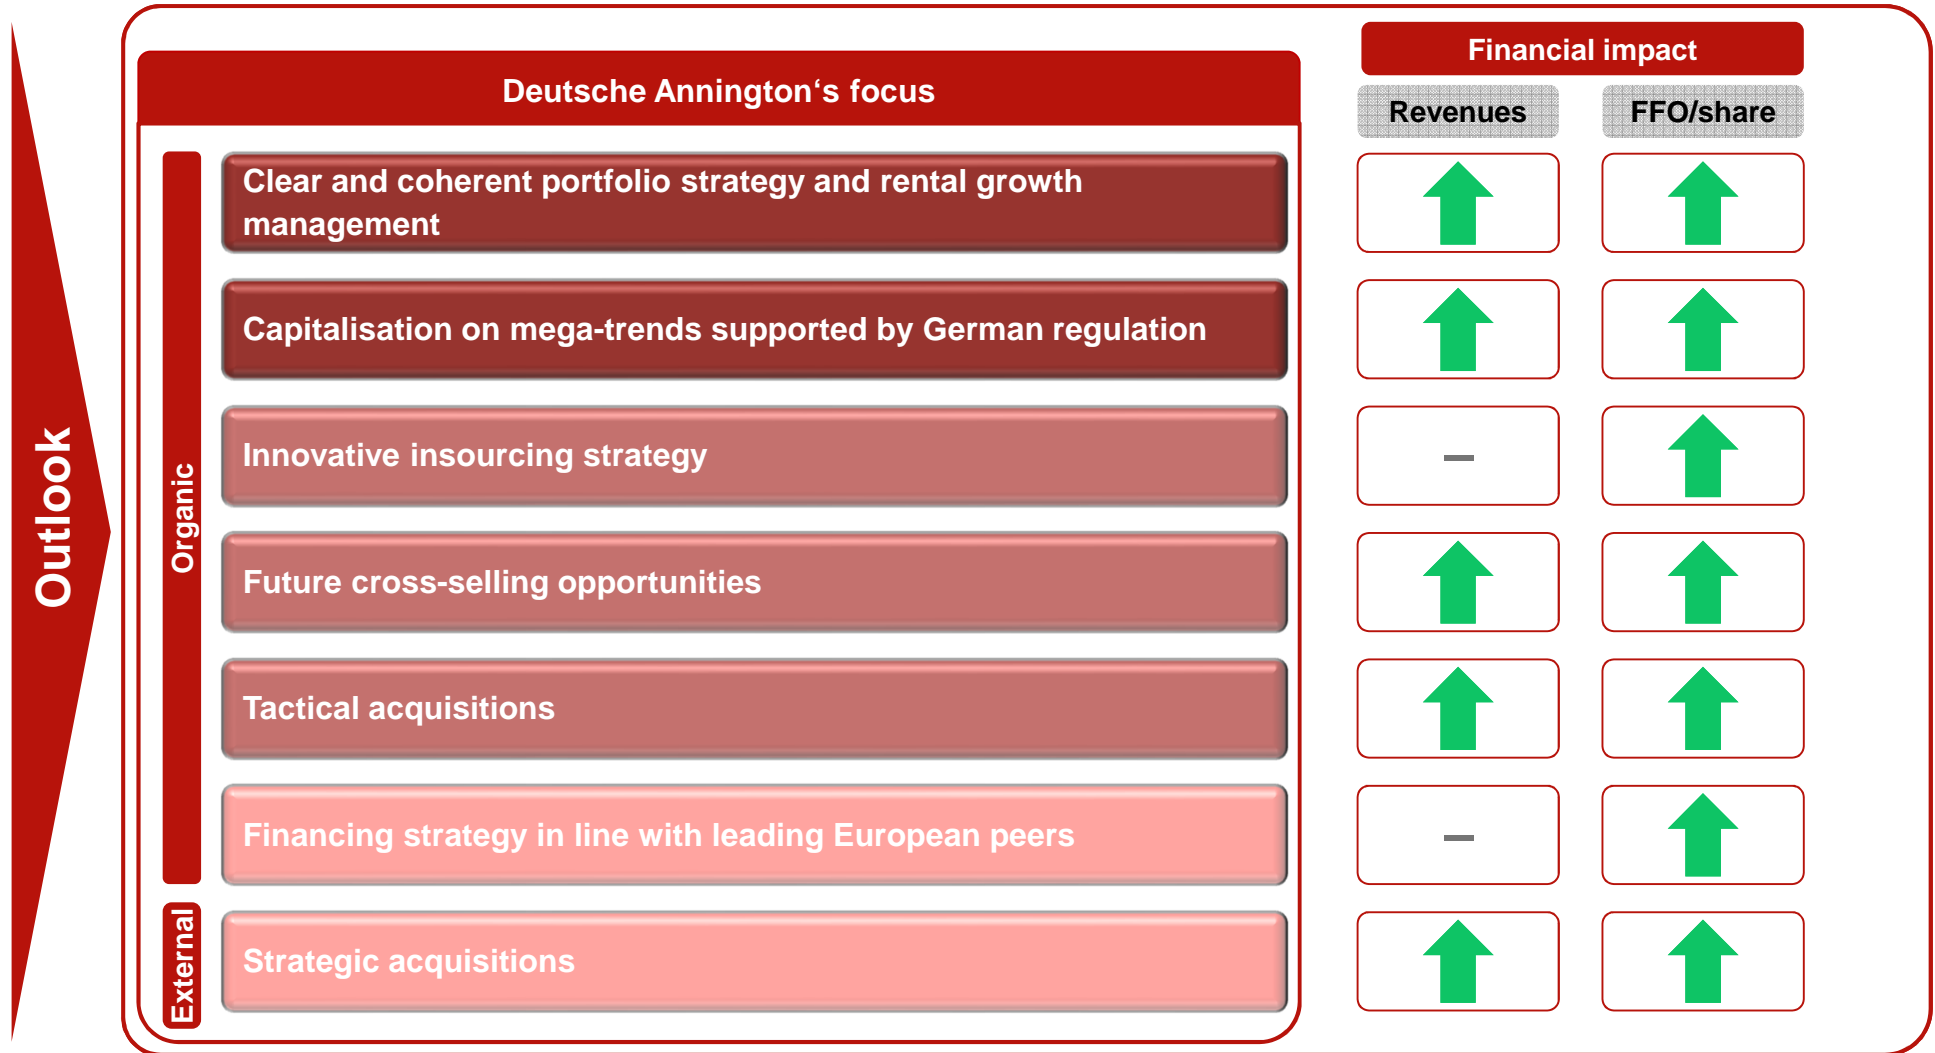 Outlook
Deutsche Annington‘s focus
Financial impact
Revenues
FFO/share
Organic
Clear and coherent portfolio strategy and rental growth
management
Capitalisation on mega-trends supported by German regulation
Innovative insourcing strategy
–
Future cross-selling opportunities
Tactical acquisitions
Financing strategy in line with leading European peers
–
External
Strategic acquisitions